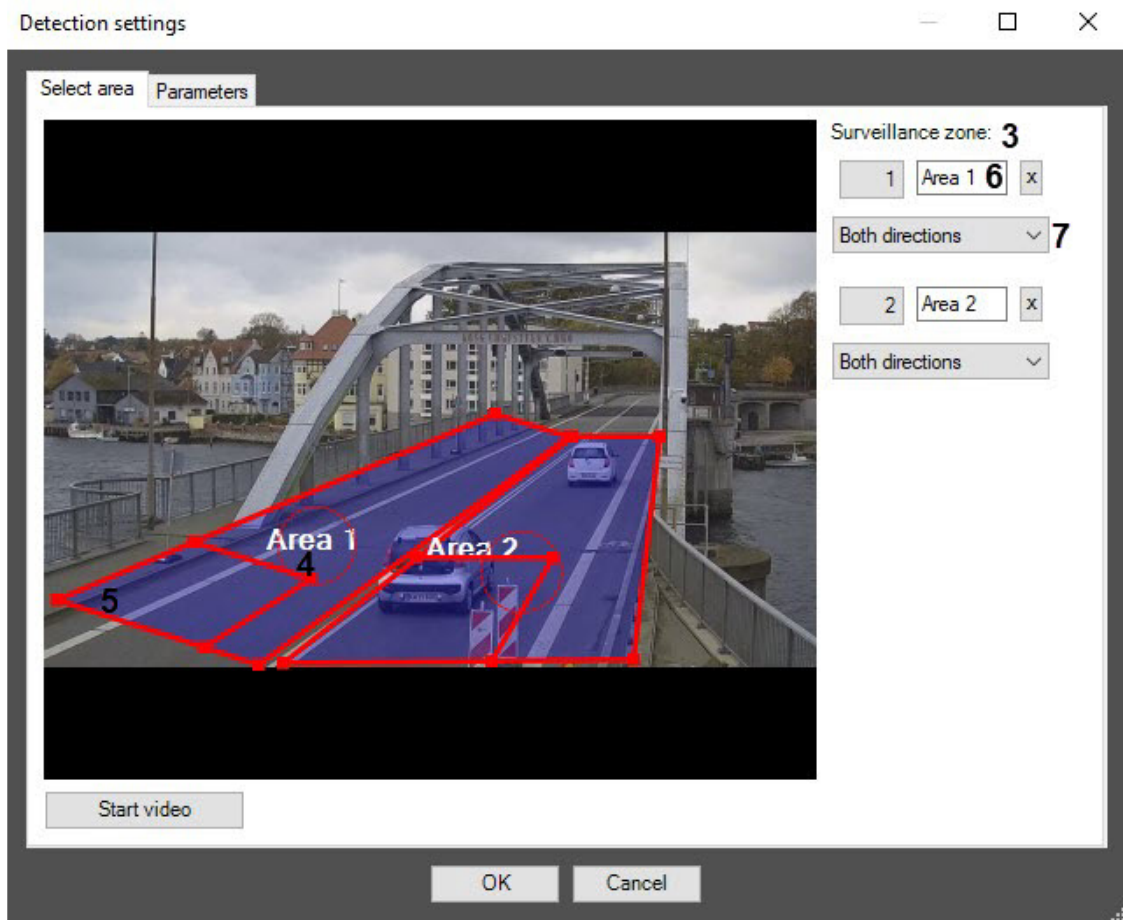 Detection settings
Select area
Parameters
Surveillance zone: 3
1 Area 1 6 x
Both directions 7
2 Area 2 x
Both directions
Area 1
4
Area 2
5
Start video
OK Cancel